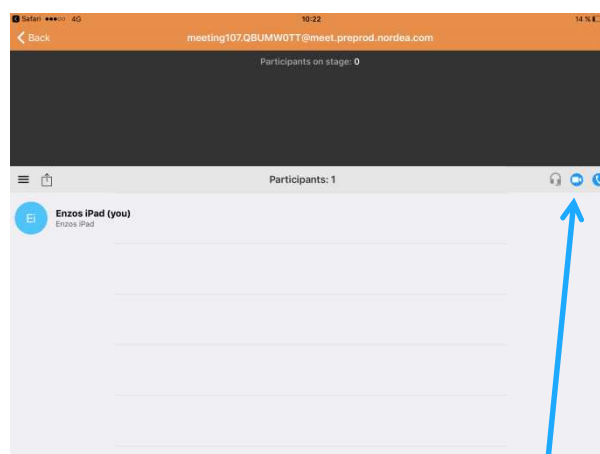 Safari 4G 10:22 14 %
Back meeting107.QBUMW0TT@meet.preprod.nordea.com
Participants on stage: 0
Participants: 1
Ei Enzos iPad (you)
Enzos iPad